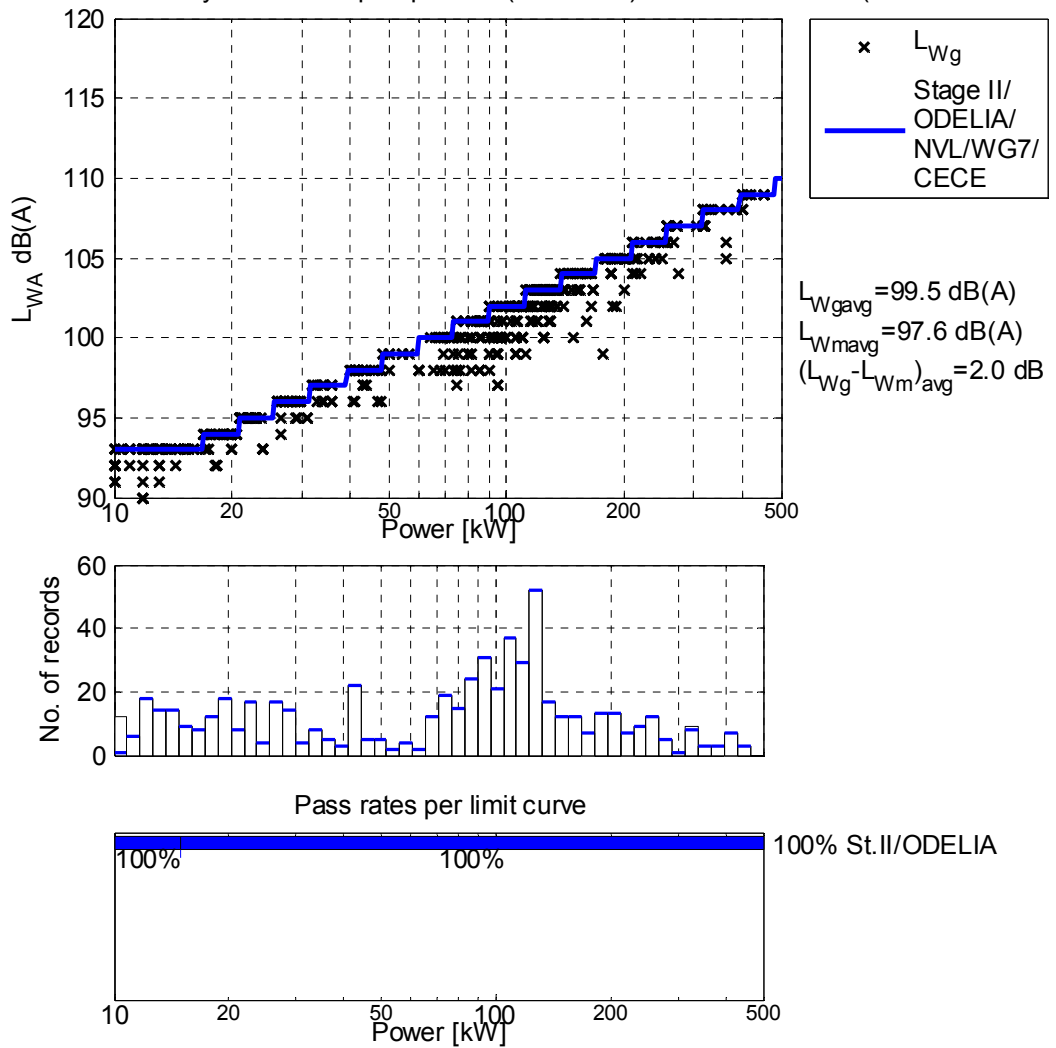 120
115
110
105
100
95
90
L_WA dB(A)
10
20
50
100
200
500
Power [kW]
L_Wg
Stage II/
ODELIA/
NVL/WG7/
CECE
L_Wgavg=99.5 dB(A)
L_Wmavg=97.6 dB(A)
(L_Wg-L_Wm)_avg=2.0 dB
60
40
20
0
No. of records
Pass rates per limit curve
100%
100%
100% St.II/ODELIA
10
20
50
100
200
500
Power [kW]